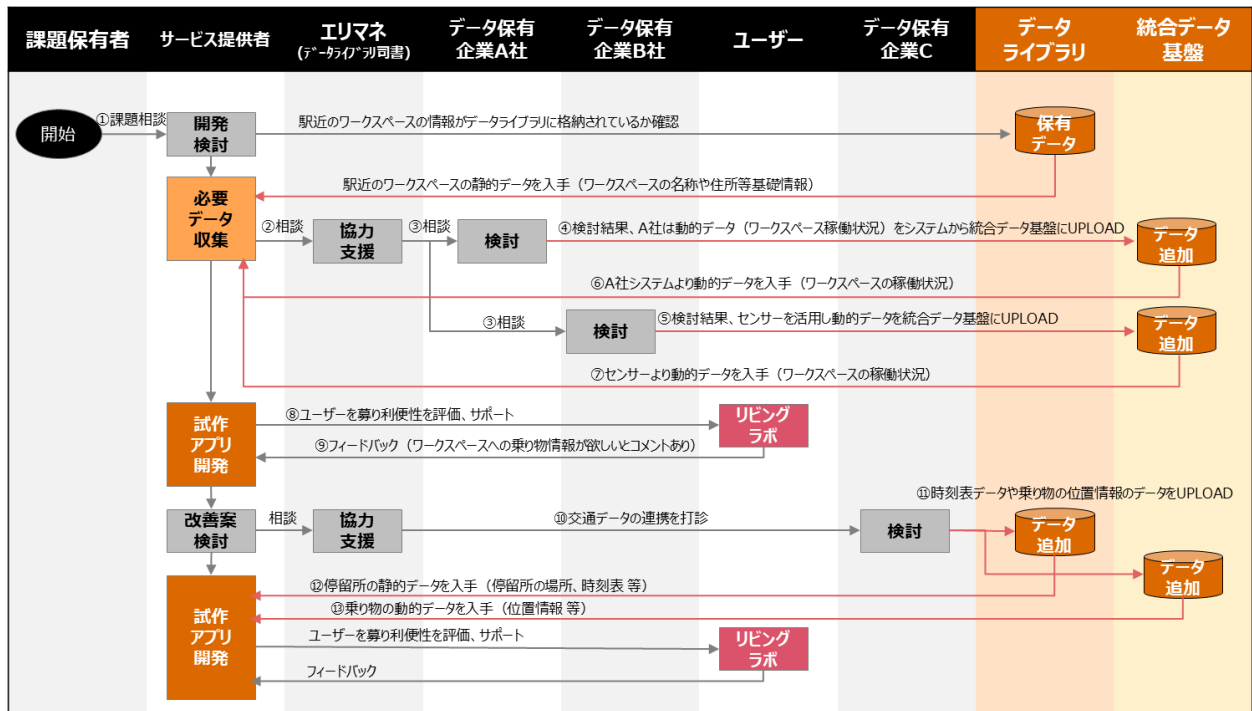 課題保有者
サービス提供者
エリマネ
(ﾃﾞｰﾀﾗｲﾌﾞﾗﾘ司書)
データ保有
企業A社
データ保有
企業B社
ユーザー
データ保有
企業C
データ
ライブラリ
統合データ
基盤
開始
①課題相談
開発
検討
駅近のワークスペースの情報がデータライブラリに格納されているか確認
保有
データ
駅近のワークスペースの静的データを入手（ワークスペースの名称や住所等基礎情報）
必要
データ
収集
②相談
協力
支援
③相談
検討
④検討結果、A社は動的データ（ワークスペース稼働状況）をシステムから統合データ基盤にUPLOAD
データ
追加
⑥A社システムより動的データを入手（ワークスペースの稼働状況）
③相談
検討
⑤検討結果、センサーを活用し動的データを統合データ基盤にUPLOAD
データ
追加
⑦センサーより動的データを入手（ワークスペースの稼働状況）
試作
アプリ
開発
⑧ユーザーを募り利便性を評価、サポート
リビング
ラボ
⑨フィードバック（ワークスペースへの乗り物情報が欲しいとコメントあり）
⑪時刻表データや乗り物の位置情報のデータをUPLOAD
改善案
検討
相談
協力
支援
⑩交通データの連携を打診
検討
データ
追加
データ
追加
⑫停留所の静的データを入手（停留所の場所、時刻表 等）
⑬乗り物の動的データを入手（位置情報 等）
試作
アプリ
開発
ユーザーを募り利便性を評価、サポート
リビング
ラボ
フィードバック